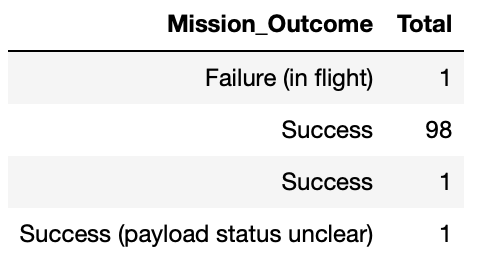 Mission_Outcome Total
Failure (in flight) 1
Success 98
Success 1
Success (payload status unclear) 1